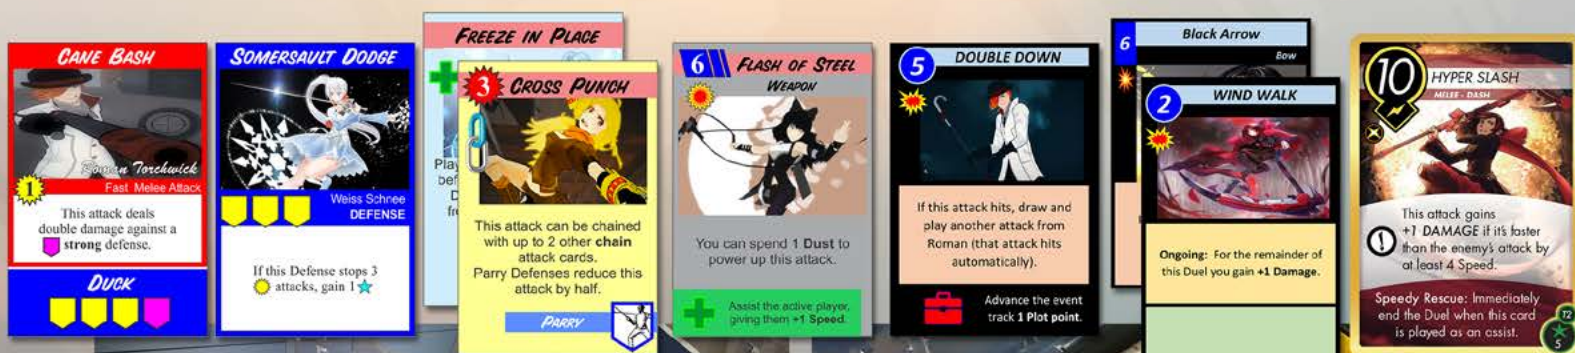 CANE BASH
Roman Torchwick
1
Fast Melee Attack
This attack deals
double damage against a
strong defense.
DUCK
SOMERSAULT DODGE
Weiss Schnee
DEFENSE
If this Defense stops 3
attacks, gain 1
FREEZE IN PLACE
Play
3
CROSS PUNCH
This attack can be chained
with up to 2 other chain
attack cards.
Parry Defenses reduce this
attack by half.
PARRY
6
FLASH OF STEEL
WEAPON
You can spend 1 Dust to
power up this attack.
Assist the active player,
giving them +1 Speed.
5
DOUBLE DOWN
If this attack hits, draw and
play another attack from
Roman (that attack hits
automatically).
Advance the event
track 1 Plot point.
6
Black Arrow
Bow
2
WIND WALK
Ongoing: For the remainder of
this Duel you gain +1 Damage.
10
HYPER SLASH
MELEE - DASH
This attack gains
+1 DAMAGE if it's faster
than the enemy's attack by
at least 4 Speed.
Speedy Rescue: Immediately
end the Duel when this card
is played as an assist.
T2
5